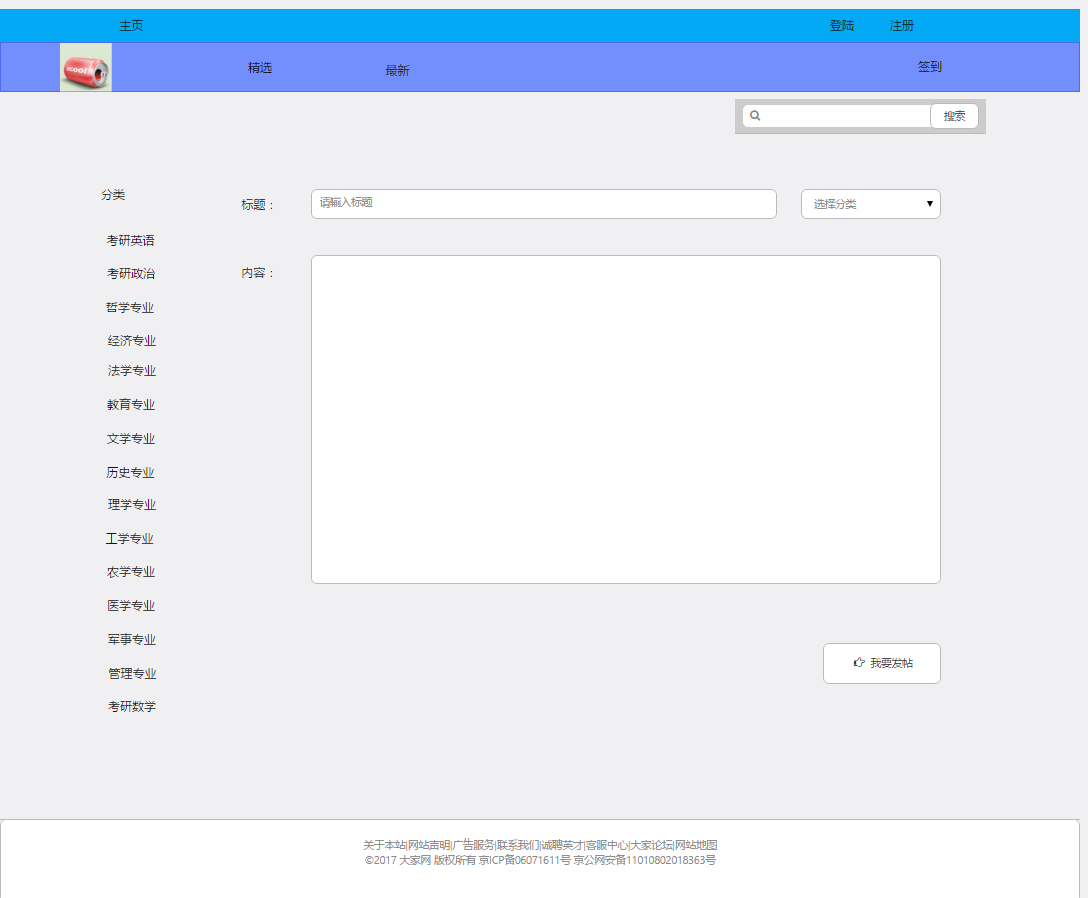 主页
登陆
注册
精选
最新
签到
搜索
分类
考研英语
考研政治
哲学专业
经济专业
法学专业
教育专业
文学专业
历史专业
理学专业
工学专业
农学专业
医学专业
军事专业
管理专业
考研数学
标题：
请输入标题
选择分类
内容：
我要发帖
关于本站|网站声明|广告服务|联系我们|诚聘英才|客服中心|大家论坛|网站地图
©2017 大家网 版权所有 京ICP备06071611号 京公网安备11010802018363号